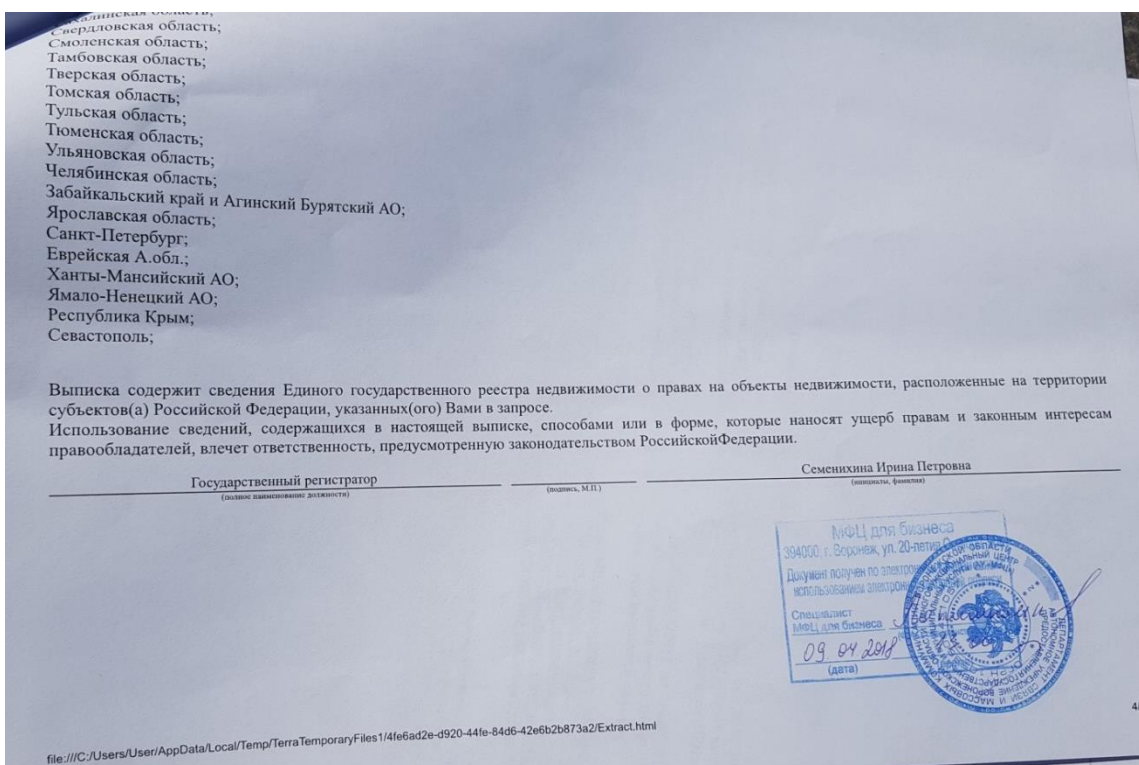 Сахалинская область;
Свердловская область;
Смоленская область;
Тамбовская область;
Тверская область;
Томская область;
Тульская область;
Тюменская область;
Ульяновская область;
Челябинская область;
Забайкальский край и Агинский Бурятский АО;
Ярославская область;
Санкт-Петербург;
Еврейская А.обл.;
Ханты-Мансийский АО;
Ямало-Ненецкий АО;
Республика Крым;
Севастополь;
Выписка содержит сведения Единого государственного реестра недвижимости о правах на объекты недвижимости, расположенные на территории
субъектов(а) Российской Федерации, указанных(ого) Вами в запросе.
Использование сведений, содержащихся в настоящей выписке, способами или в форме, которые наносят ущерб правам и законным интересам
правообладателей, влечет ответственность, предусмотренную законодательством РоссийскойФедерации.
Государственный регистратор Семенихина Ирина Петровна
(полное наименование должности) (подпись, М.П.) (инициалы, фамилия)
МФЦ для бизнеса
394000, г. Воронеж, ул. 20-летия
Документ получен по
использованием
Специалист
МФЦ для бизнеса
09. 04 2018
(дата)
4
file:///C:/Users/User/AppData/Local/Temp/TerraTemporaryFiles1/4fe6ad2e-d920-44fe-84d6-42e6b2b873a2/Extract.html